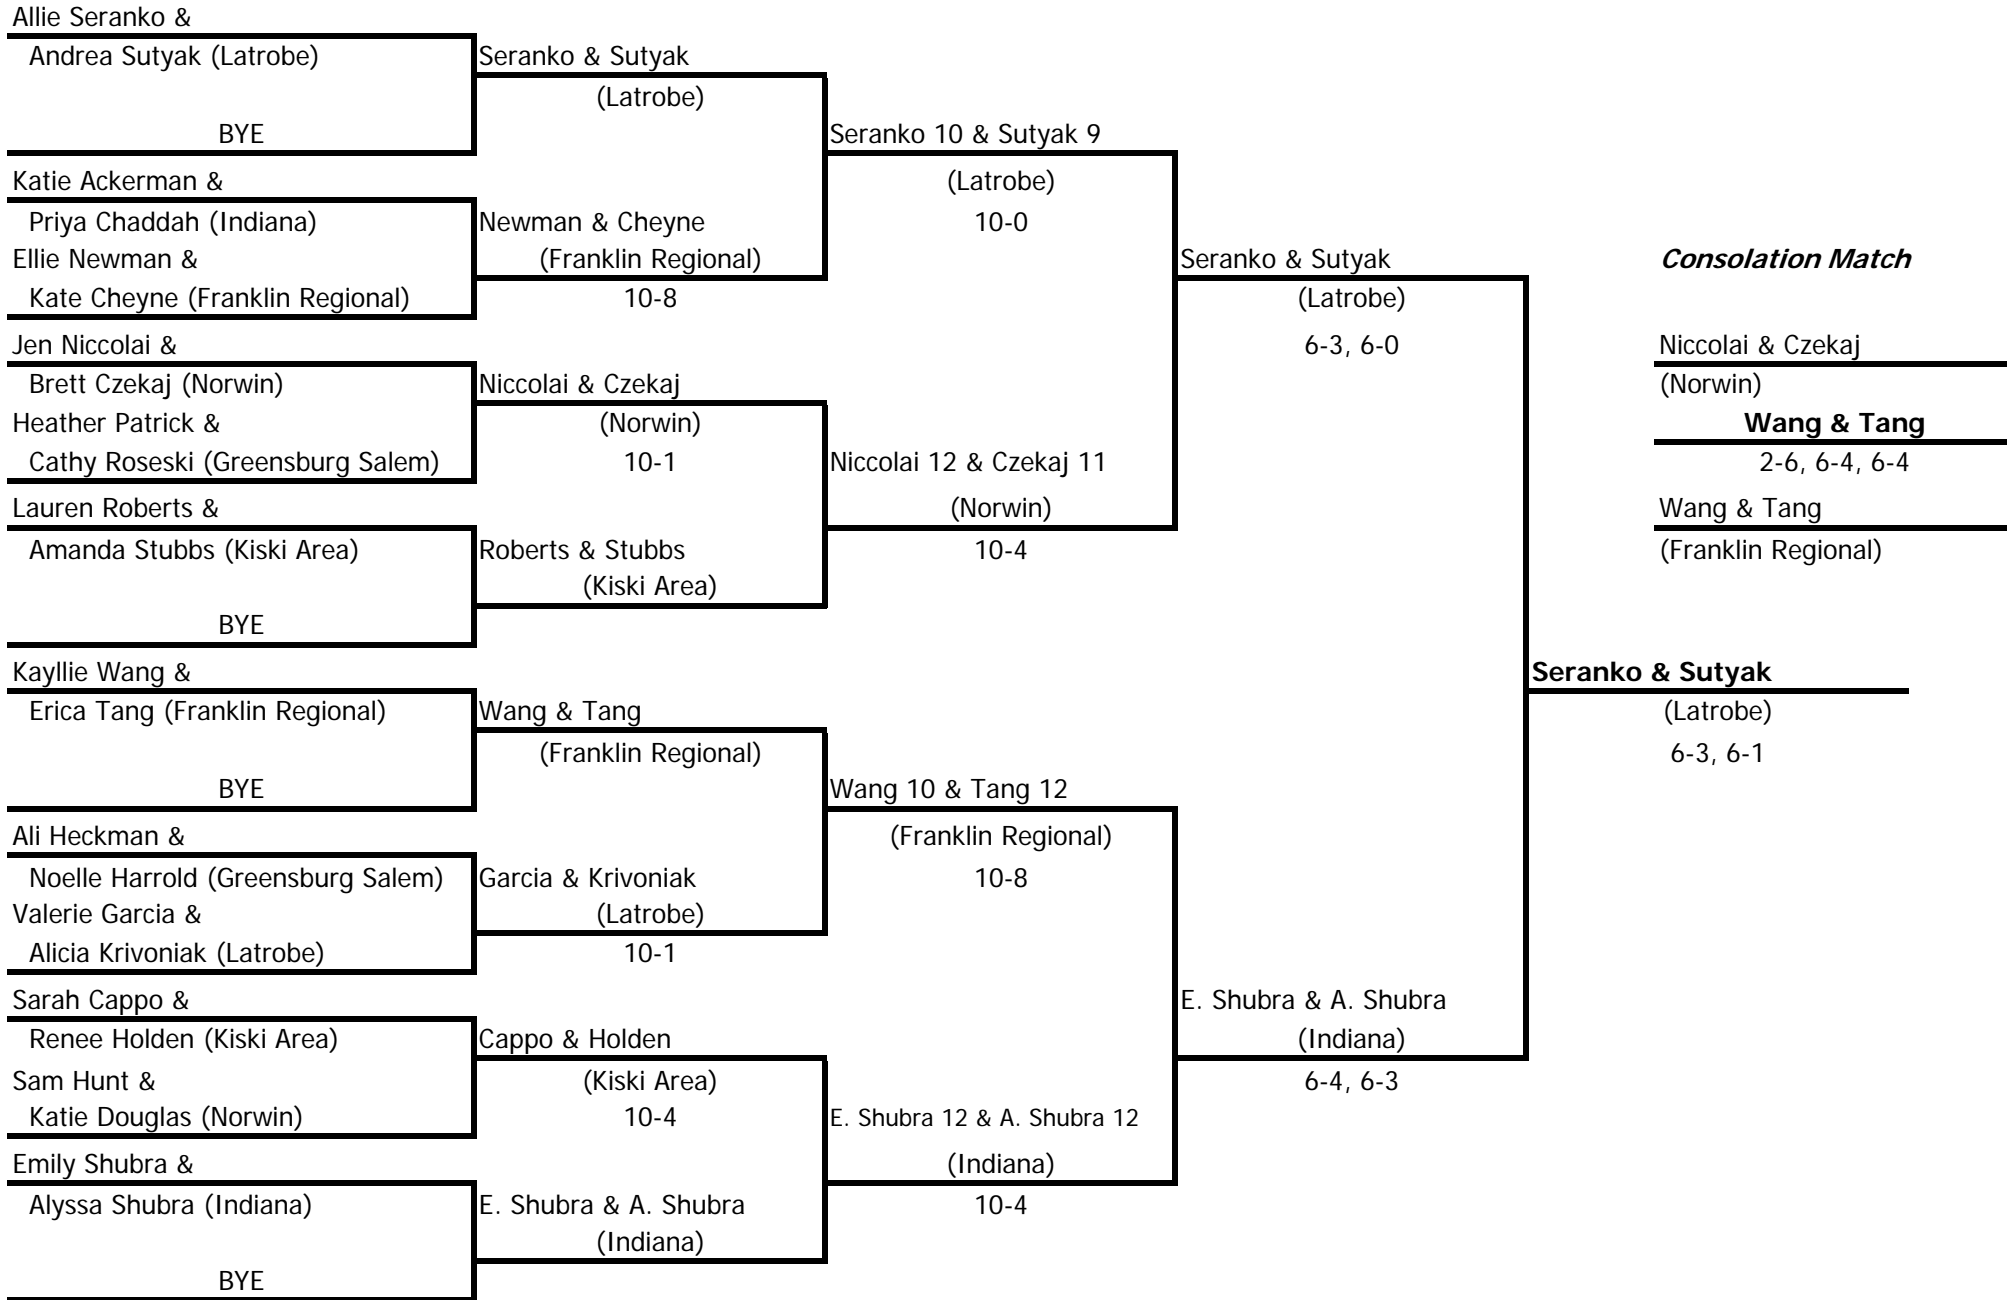 Allie Seranko &
Andrea Sutyak (Latrobe)
BYE
Katie Ackerman &
Priya Chaddah (Indiana)
Ellie Newman &
Kate Cheyne (Franklin Regional)
Jen Niccolai &
Brett Czekaj (Norwin)
Heather Patrick &
Cathy Roseski (Greensburg Salem)
Lauren Roberts &
Amanda Stubbs (Kiski Area)
BYE
Kayllie Wang &
Erica Tang (Franklin Regional)
BYE
Ali Heckman &
Noelle Harrold (Greensburg Salem)
Valerie Garcia &
Alicia Krivoniak (Latrobe)
Sarah Cappo &
Renee Holden (Kiski Area)
Sam Hunt &
Katie Douglas (Norwin)
Emily Shubra &
Alyssa Shubra (Indiana)
BYE
Seranko & Sutyak
(Latrobe)
Newman & Cheyne
(Franklin Regional)
10-8
Niccolai & Czekaj
(Norwin)
10-1
Roberts & Stubbs
(Kiski Area)
Wang & Tang
(Franklin Regional)
Garcia & Krivoniak
(Latrobe)
10-1
Cappo & Holden
(Kiski Area)
10-4
E. Shubra & A. Shubra
(Indiana)
Seranko 10 & Sutyak 9
(Latrobe)
10-0
Niccolai 12 & Czekaj 11
(Norwin)
10-4
Wang 10 & Tang 12
(Franklin Regional)
10-8
E. Shubra 12 & A. Shubra 12
(Indiana)
10-4
Seranko & Sutyak
(Latrobe)
6-3, 6-0
E. Shubra & A. Shubra
(Indiana)
6-4, 6-3
Seranko & Sutyak
(Latrobe)
6-3, 6-1
Consolation Match
Niccolai & Czekaj
(Norwin)
Wang & Tang
2-6, 6-4, 6-4
Wang & Tang
(Franklin Regional)